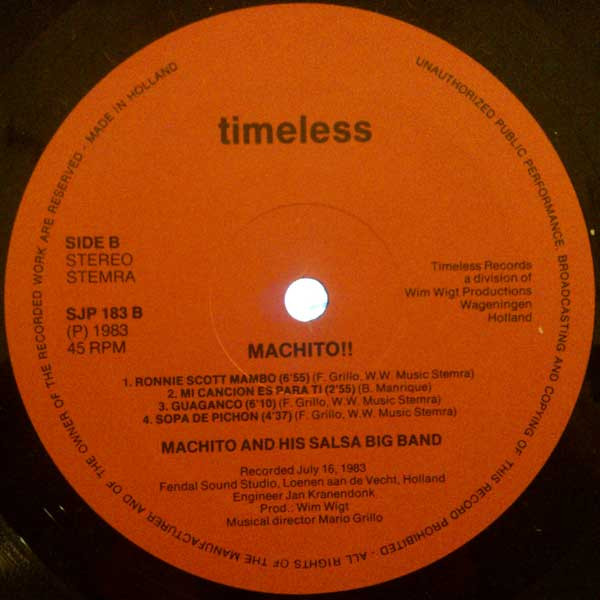 timeless
SIDE B
STEREO
STEMRA
SJP 183 B
(P) 1983
45 RPM
Timeless Records
a division of
Wim Wigt Productions
Wageningen
Holland
MACHITO!!
1. RONNIE SCOTT MAMBO (6'55) (F. Grillo, W.W. Music Stemra)
2. MI CANCION ES PARA TI (2'55) (B. Manrique)
3. GUAGANCO (6'10) (F. Grillo, W.W. Music Stemra)
4. SOPA DE PICHON (4'37) (F. Grillo, W.W. Music Stemra)
MACHITO AND HIS SALSA BIG BAND
Recorded July 16, 1983
Fendal Sound Studio, Loenen aan de Vecht, Holland
Engineer Jan Kranendonk
Prod.: Wim Wigt
Musical director Mario Grillo
UNAUTHORIZED PUBLIC PERFORMANCE, BROADCASTING AND COPYING OF THIS RECORD PROHIBITED - ALL RIGHTS OF THE MANUFACTURER AND OF THE OWNER OF THE RECORDED WORK ARE RESERVED - MADE IN HOLLAND